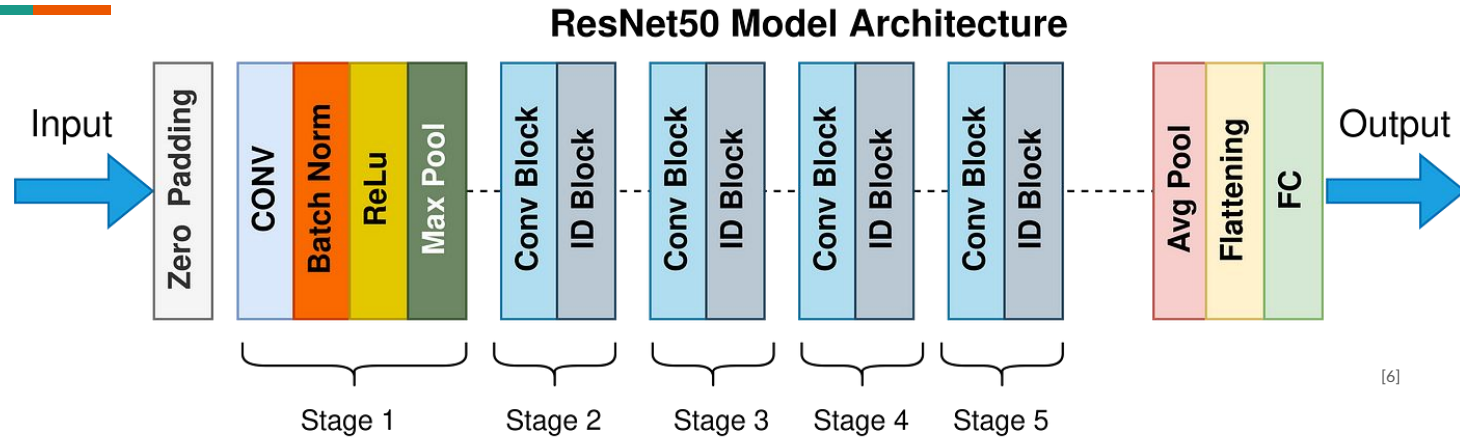 ResNet50 Model Architecture
Input
Zero Padding
CONV
Batch Norm
ReLu
Max Pool
Conv Block
ID Block
Conv Block
ID Block
Conv Block
ID Block
Conv Block
ID Block
Avg Pool
Flattening
FC
Output
Stage 1
Stage 2
Stage 3
Stage 4
Stage 5
[6]